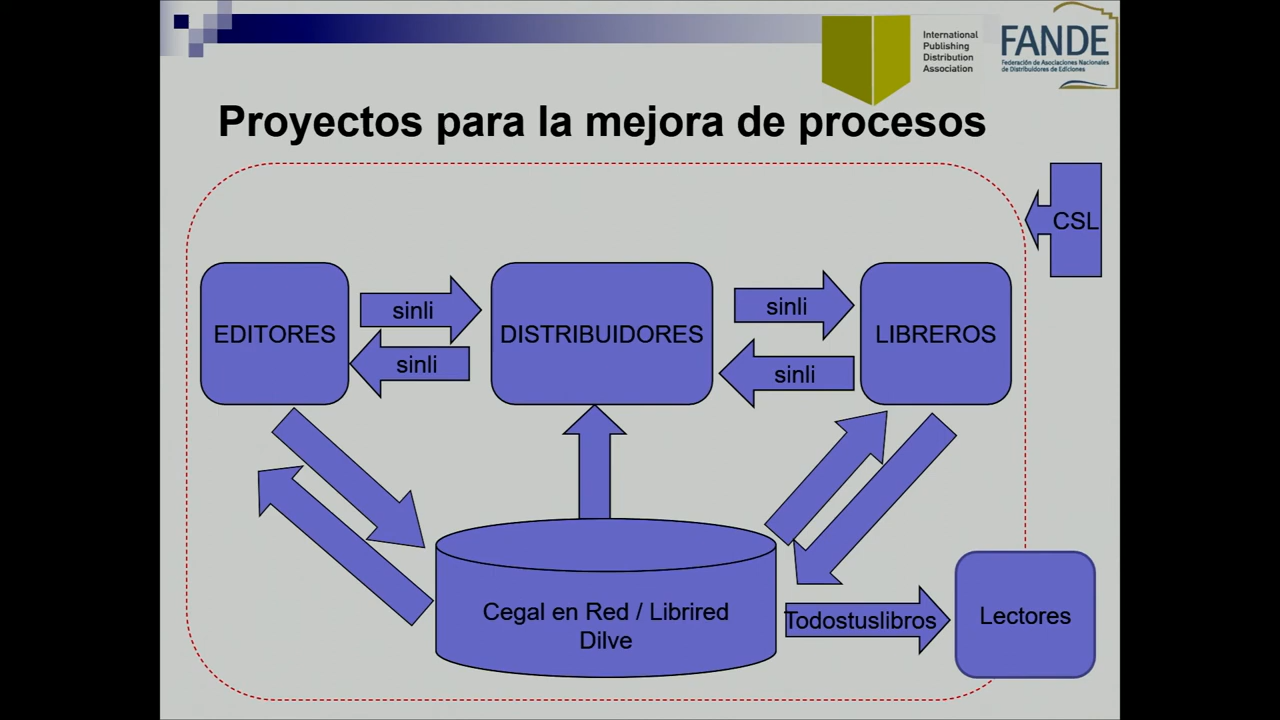 International
Publishing
Distribution
Association
FANDE
Federación de Asociaciones Nacionales
de Distribuidores de Ediciones
Proyectos para la mejora de procesos
CSL
EDITORES
sinli
sinli
DISTRIBUIDORES
sinli
sinli
LIBREROS
Cegal en Red / Librired
Dilve
Todostuslibros
Lectores